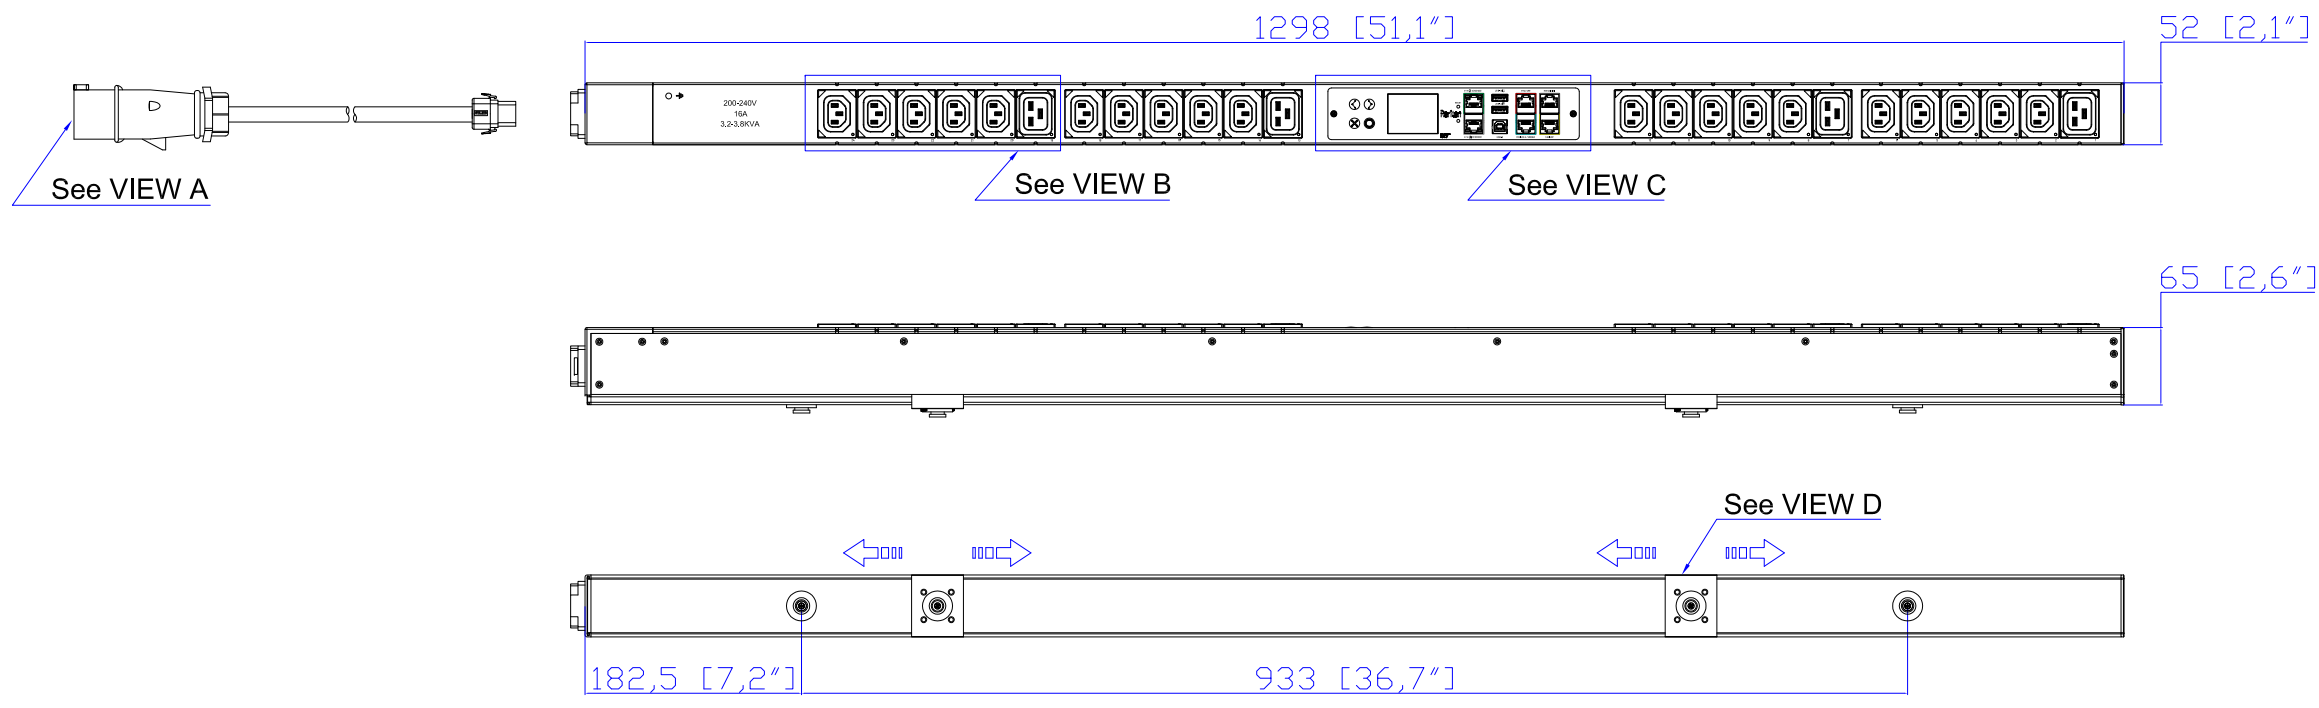 1298 [51,1"]
52 [2,1"]
200-240V
16A
3,2-3,8KVA
See VIEW A
See VIEW B
See VIEW C
65 [2,6"]
See VIEW D
182,5 [7,2"]
933 [36,7"]